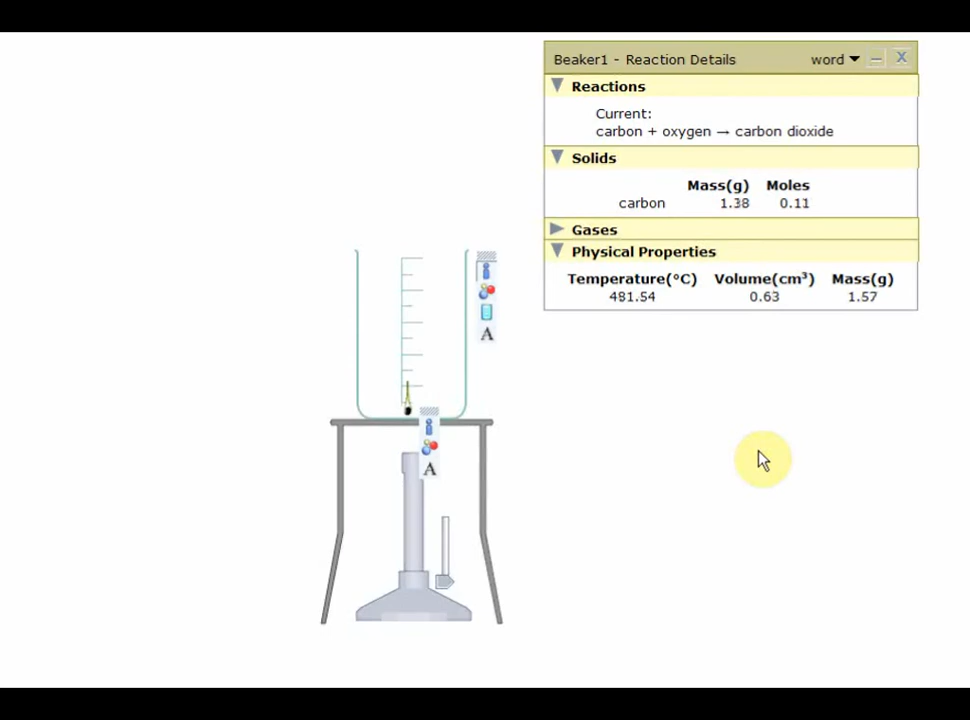 Beaker1 - Reaction Details word
Reactions
Current:
carbon + oxygen → carbon dioxide
Solids
Mass(g) Moles
carbon 1.38 0.11
Gases
Physical Properties
Temperature(°C) Volume(cm³) Mass(g)
481.54 0.63 1.57
A
A